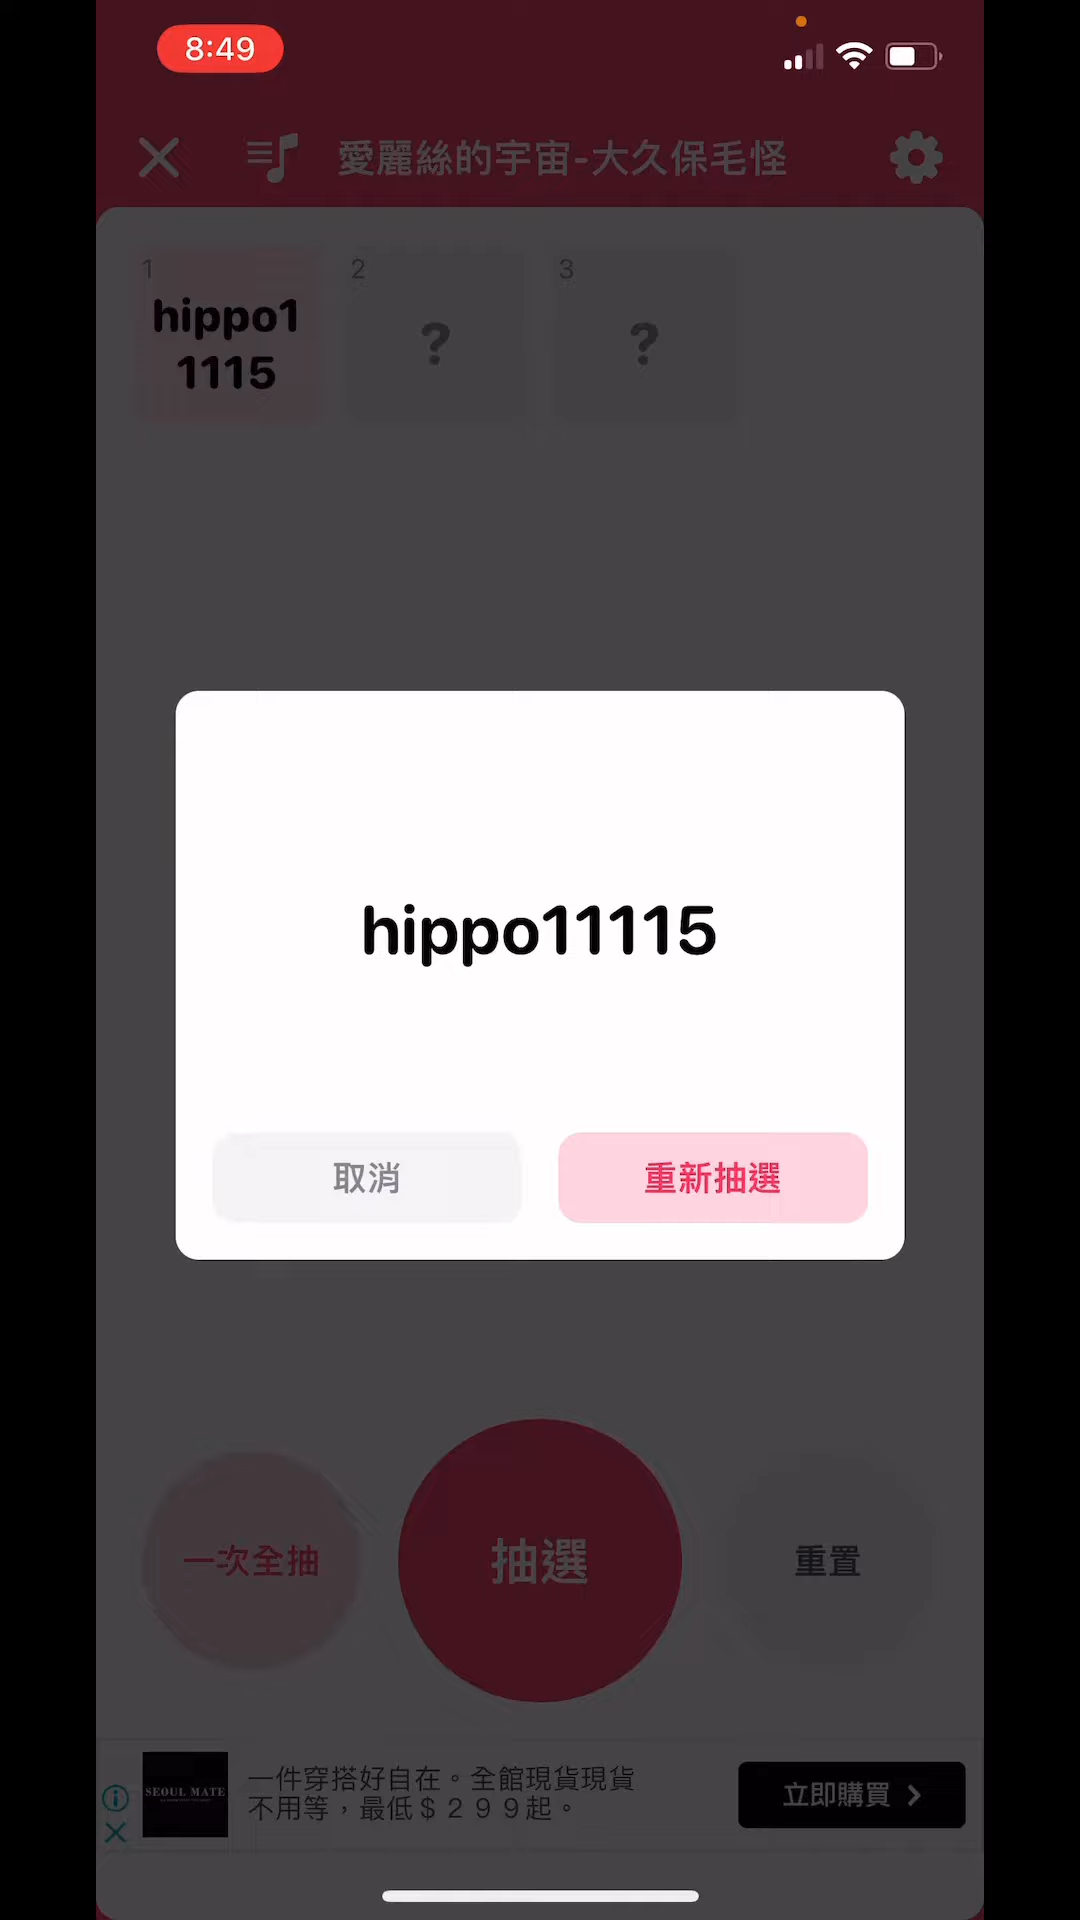 8:49
愛麗絲的宇宙-大久保毛怪
1
hippo1
1115
2
?
3
?
hippo11115
取消
重新抽選
一次全抽
抽選
重置
SEOUL MATE
一件穿搭好自在。全館現貨現貨
不用等，最低＄２９９起。
立即購買